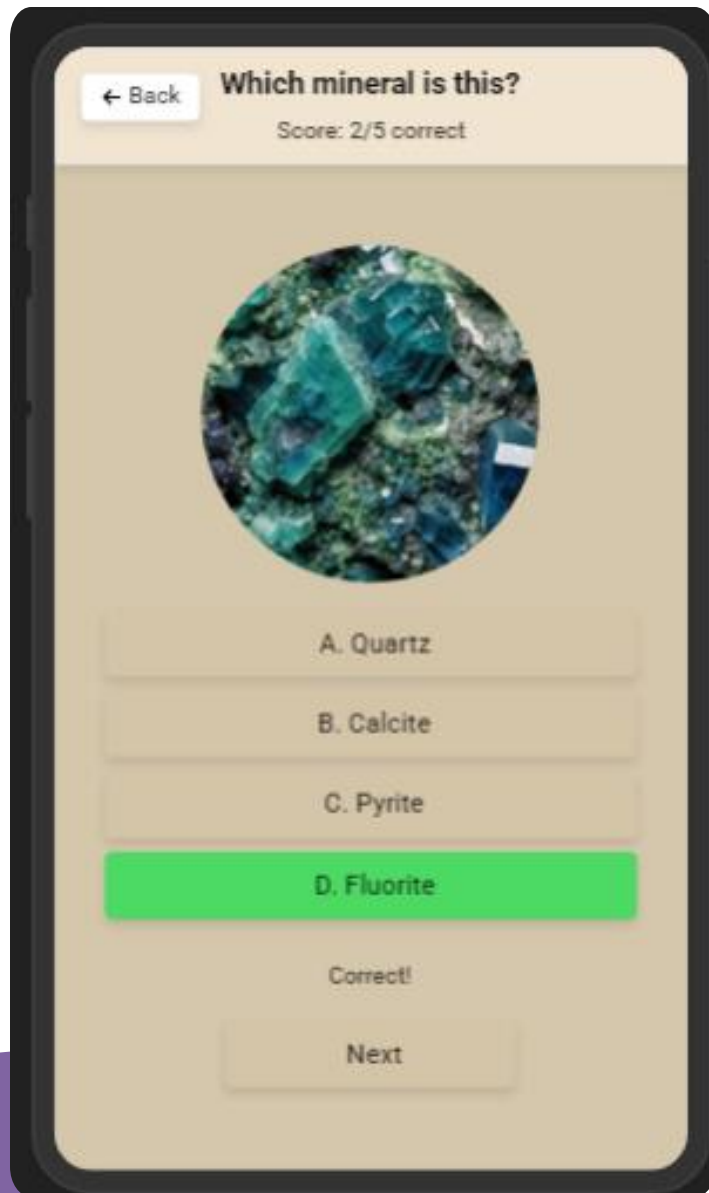 ← Back
Which mineral is this?
Score: 2/5 correct
A. Quartz
B. Calcite
C. Pyrite
D. Fluorite
Correct!
Next